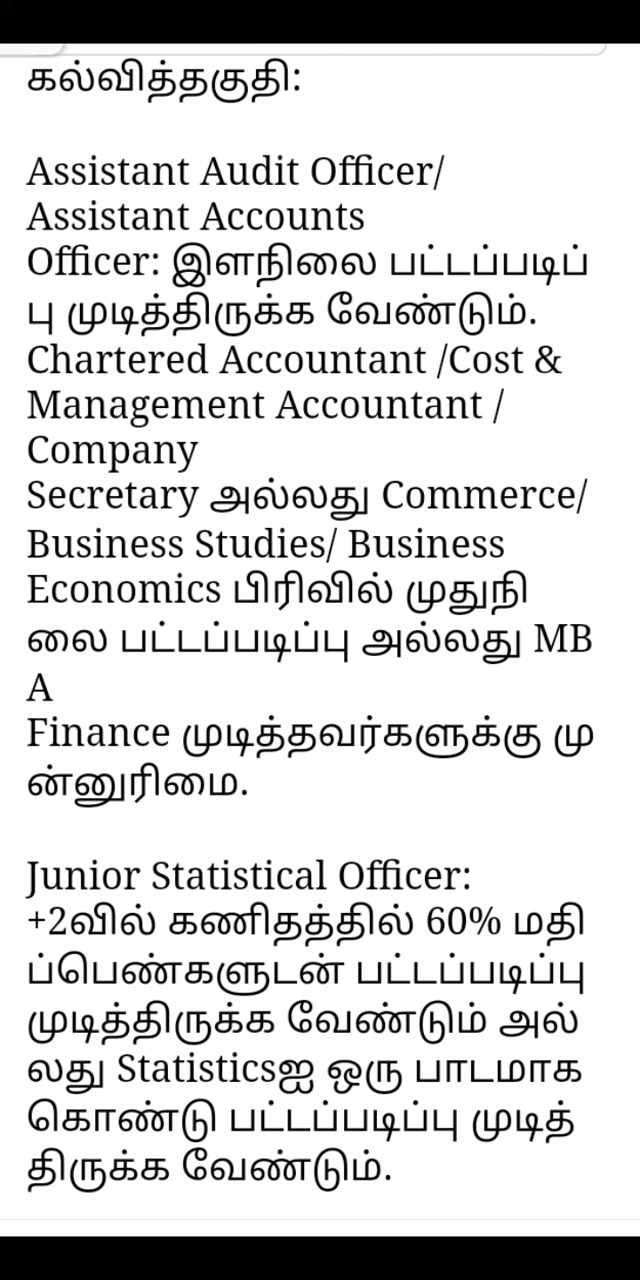 கல்வித்தகுதி:
Assistant Audit Officer/
Assistant Accounts
Officer: இளநிலை பட்டப்படிப்
பு முடித்திருக்க வேண்டும்.
Chartered Accountant /Cost &
Management Accountant /
Company
Secretary அல்லது Commerce/
Business Studies/ Business
Economics பிரிவில் முதுநி
லை பட்டப்படிப்பு அல்லது MB
A
Finance முடித்தவர்களுக்கு மு
ன்னுரிமை.
Junior Statistical Officer:
+2வில் கணிதத்தில் 60% மதி
ப்பெண்களுடன் பட்டப்படிப்பு
முடித்திருக்க வேண்டும் அல்
லது Statisticsஐ ஒரு பாடமாக
கொண்டு பட்டப்படிப்பு முடித்
திருக்க வேண்டும்.